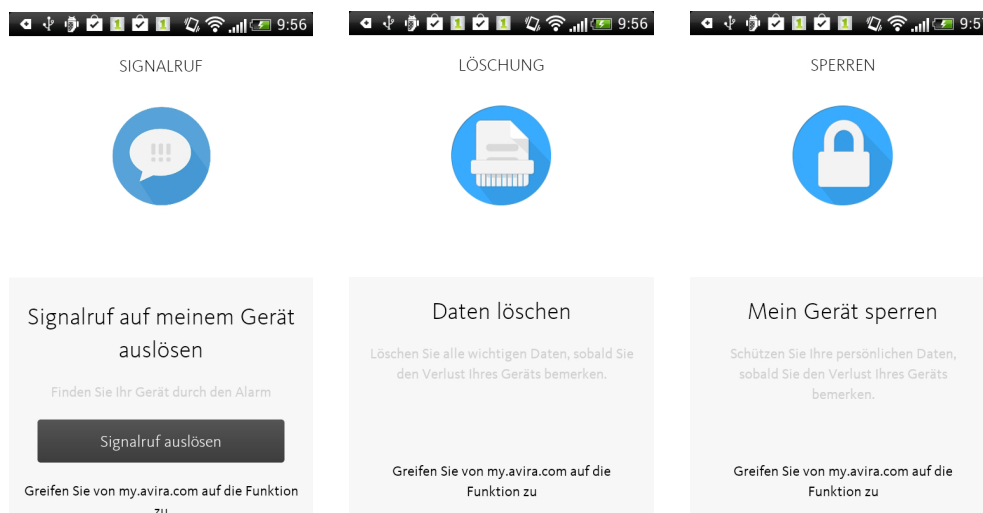 9:56
SIGNALRUF
!!!
Signalruf auf meinem Gerät
auslösen
Finden Sie Ihr Gerät durch den Alarm
Signalruf auslösen
Greifen Sie von my.avira.com auf die Funktion
zu
9:56
LÖSCHUNG
Daten löschen
Löschen Sie alle wichtigen Daten, sobald Sie
den Verlust Ihres Geräts bemerken.
Greifen Sie von my.avira.com auf die
Funktion zu
9:5
SPERREN
Mein Gerät sperren
Schützen Sie Ihre persönlichen Daten,
sobald Sie den Verlust Ihres Geräts
bemerken.
Greifen Sie von my.avira.com auf die
Funktion zu